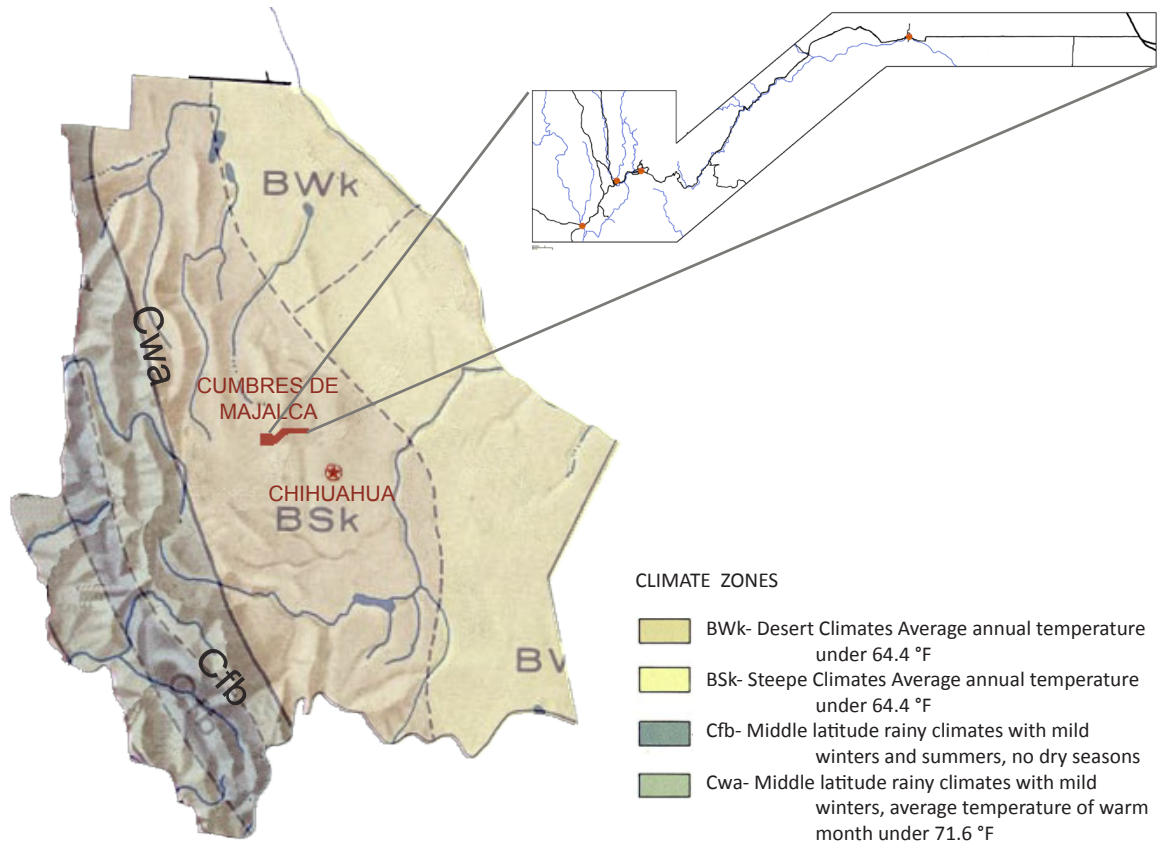 BWk
Cwa
CUMBRES DE
MAJALCA
CHIHUAHUA
BSk
Cfb
BW
CLIMATE ZONES
BWk- Desert Climates Average annual temperature
under 64.4 °F
BSk- Steepe Climates Average annual temperature
under 64.4 °F
Cfb- Middle latitude rainy climates with mild
winters and summers, no dry seasons
Cwa- Middle latitude rainy climates with mild
winters, average temperature of warm
month under 71.6 °F